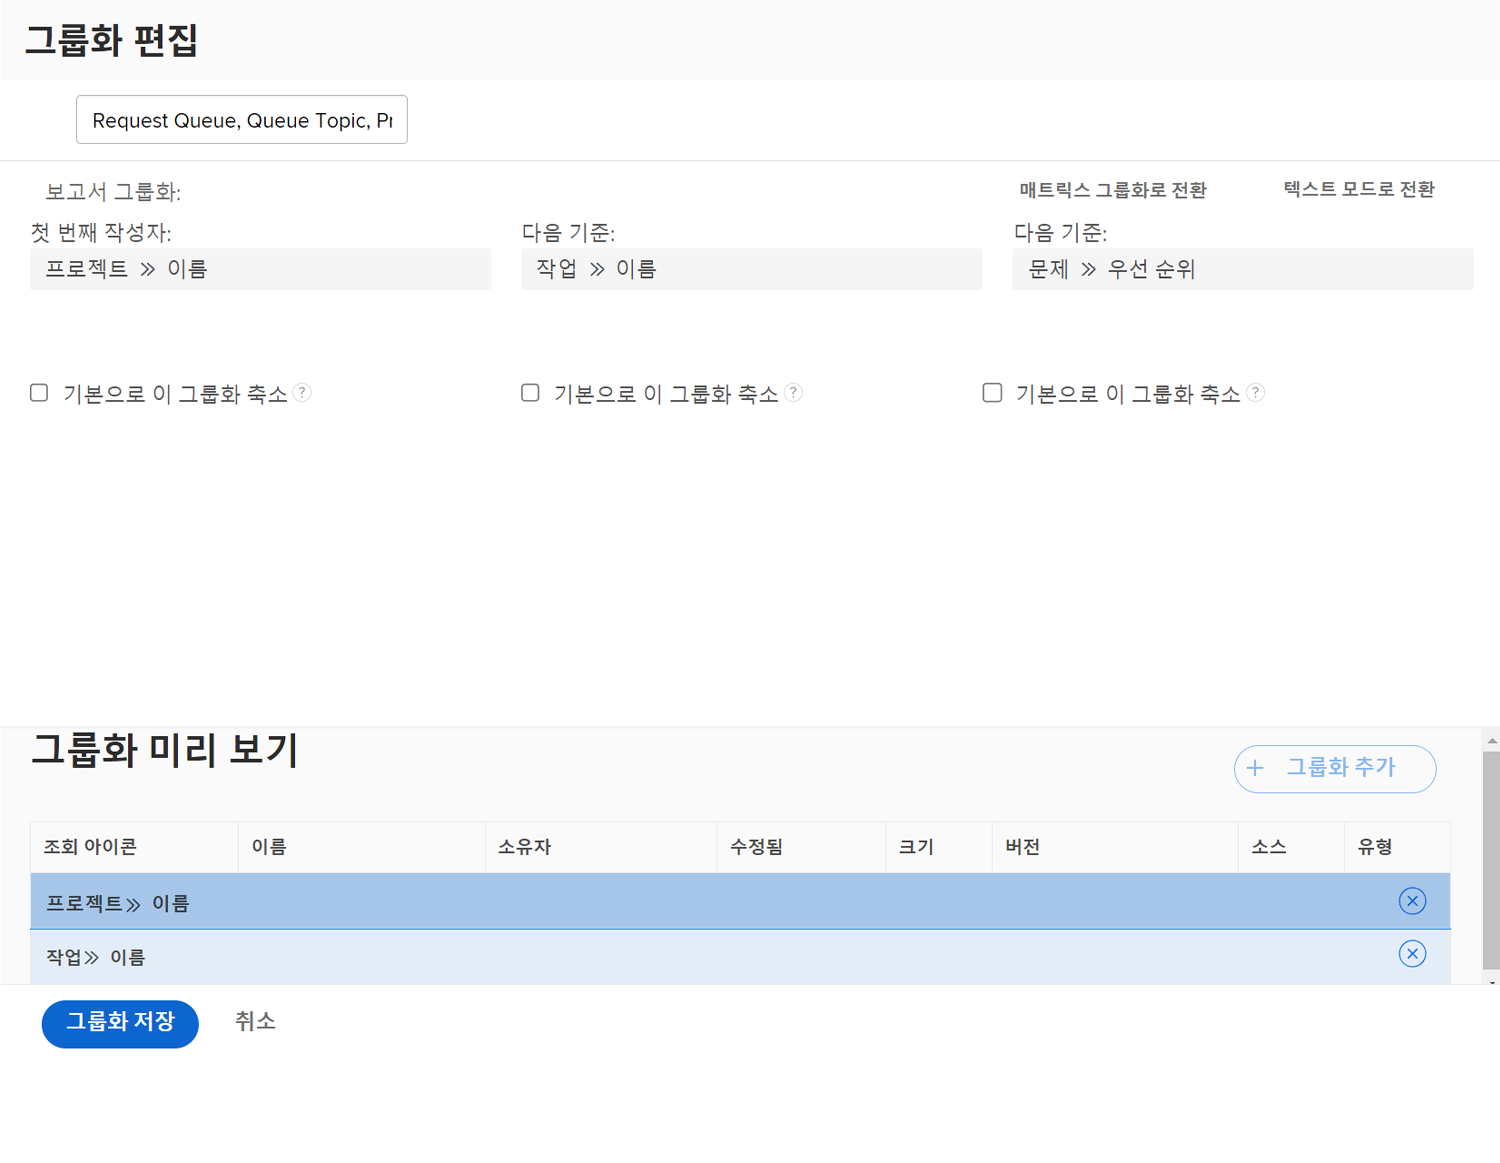 그룹화 편집
Request Queue, Queue Topic, Pr
보고서 그룹화: 매트릭스 그룹화로 전환 텍스트 모드로 전환
첫 번째 작성자: 다음 기준: 다음 기준:
프로젝트 » 이름 작업 » 이름 문제 » 우선 순위
기본으로 이 그룹화 축소 ? 기본으로 이 그룹화 축소 ? 기본으로 이 그룹화 축소 ?
그룹화 미리 보기
+ 그룹화 추가
조회 아이콘 이름 소유자 수정됨 크기 버전 소스 유형
프로젝트» 이름
작업» 이름
그룹화 저장 취소